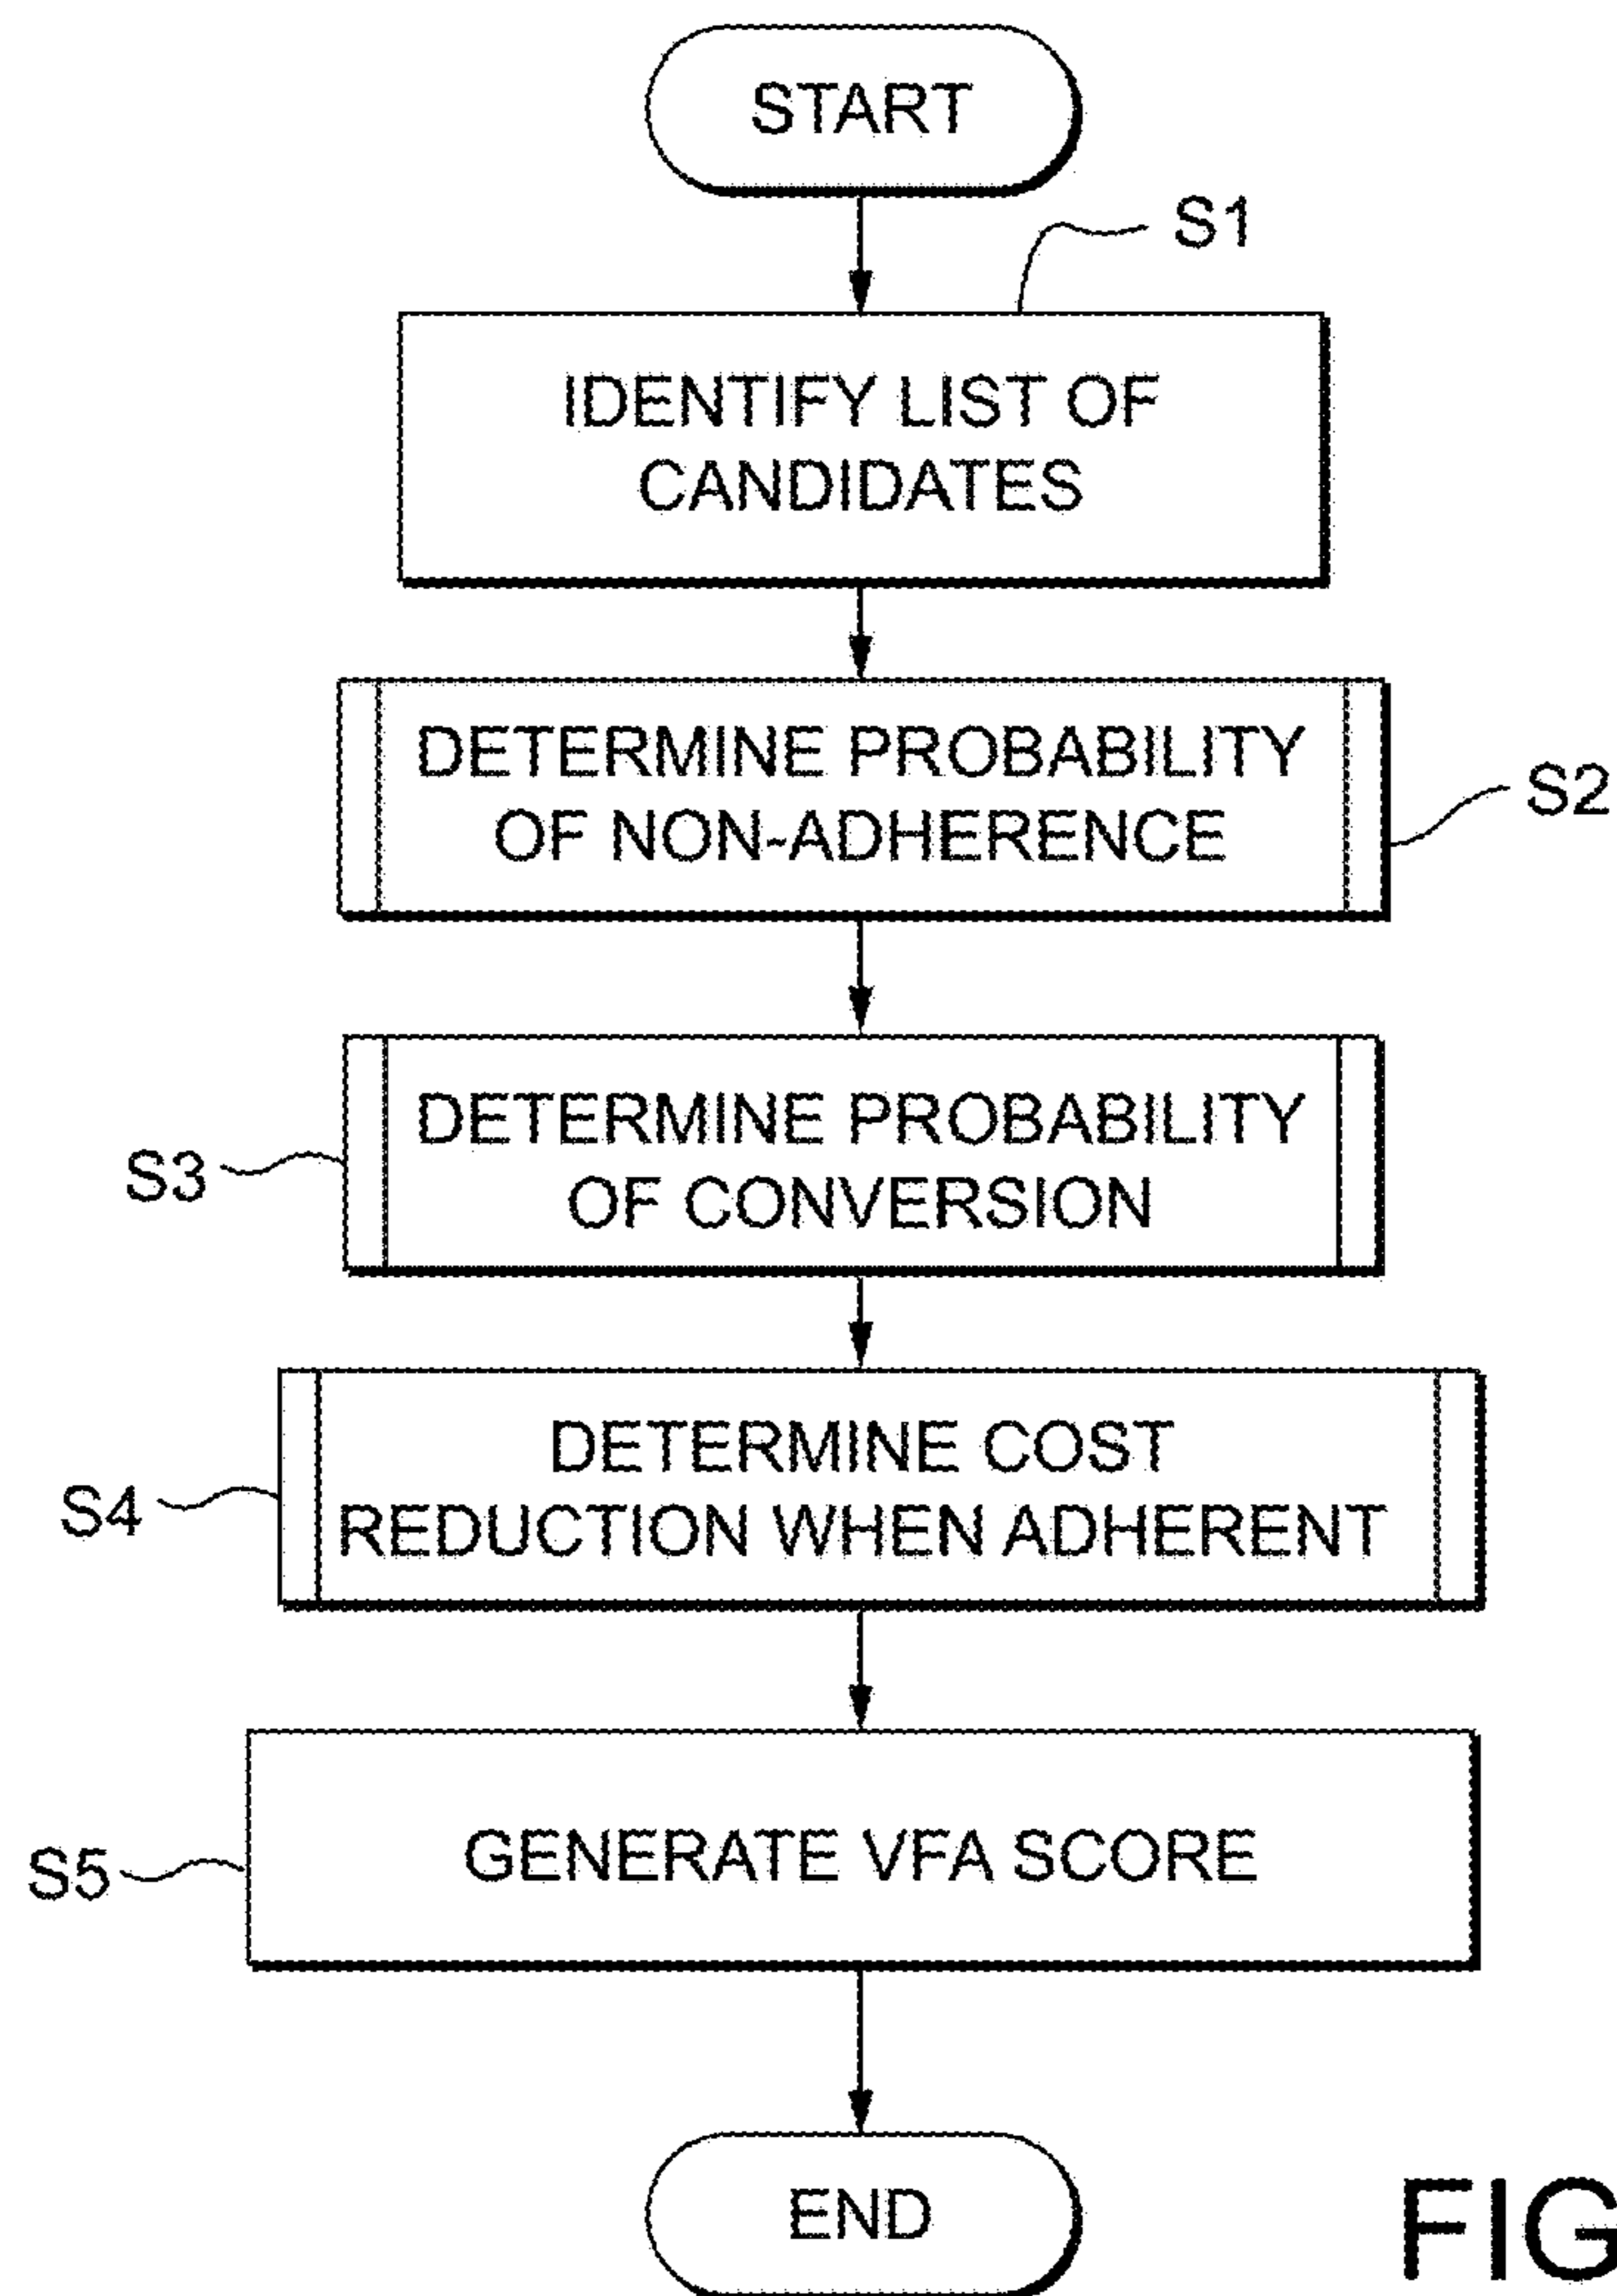 START
S1
IDENTIFY LIST OF
CANDIDATES
DETERMINE PROBABILITY
OF NON-ADHERENCE
S2
DETERMINE PROBABILITY
OF CONVERSION
S3
DETERMINE COST
REDUCTION WHEN ADHERENT
S4
GENERATE VFA SCORE
S5
END
FIG